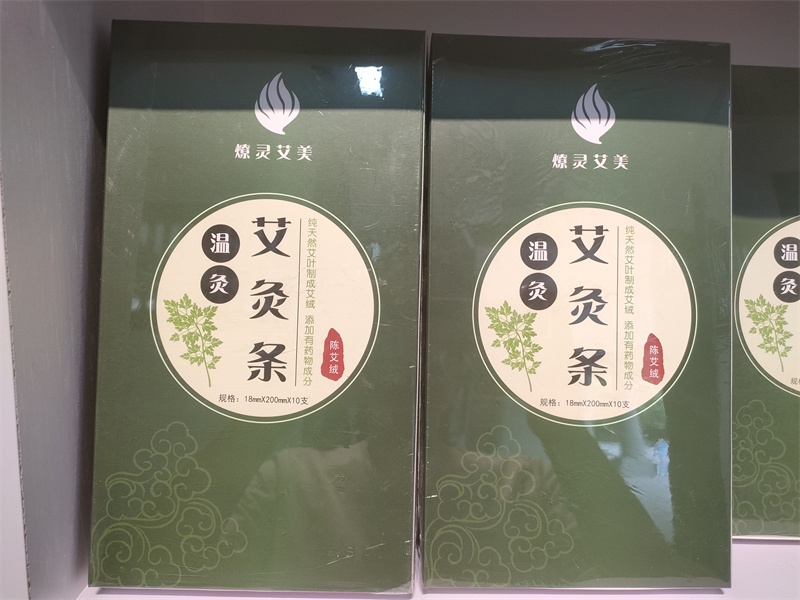 燎灵艾美
温灸
艾灸条
纯天然艾叶制成艾绒 添加有药物成分
陈艾绒
规格：18mmX200mmX10支
燎灵艾美
温灸
艾灸条
纯天然艾叶制成艾绒 添加有药物成分
陈艾绒
规格：18mmX200mmX10支
温灸
规